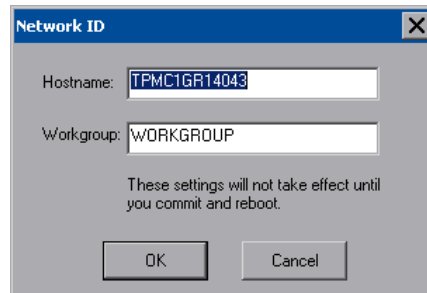 Network ID
Hostname: TPMC1GR14043
Workgroup: WORKGROUP
These settings will not take effect until
you commit and reboot.
OK Cancel